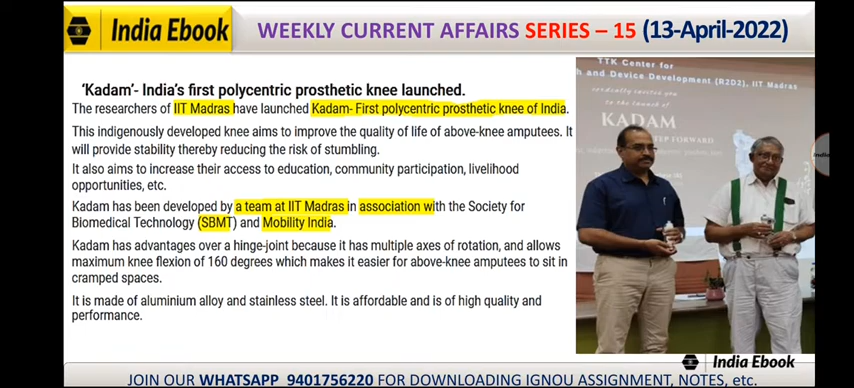 India Ebook
WEEKLY CURRENT AFFAIRS SERIES – 15 (13-April-2022)
'Kadam'- India's first polycentric prosthetic knee launched.
The researchers of IIT Madras have launched Kadam- First polycentric prosthetic knee of India.
This indigenously developed knee aims to improve the quality of life of above-knee amputees. It
will provide stability thereby reducing the risk of stumbling.
It also aims to increase their access to education, community participation, livelihood
opportunities, etc.
Kadam has been developed by a team at IIT Madras in association with the Society for
Biomedical Technology (SBMT) and Mobility India.
Kadam has advantages over a hinge-joint because it has multiple axes of rotation, and allows
maximum knee flexion of 160 degrees which makes it easier for above-knee amputees to sit in
cramped spaces.
It is made of aluminium alloy and stainless steel. It is affordable and is of high quality and
performance.
TTK Center for
h and Device Development (R2D2), IIT Madras
cordially invites you
to the launch of
KADAM
EP FORWARD
India
India Ebook
JOIN OUR WHATSAPP 9401756220 FOR DOWNLOADING IGNOU ASSIGNMENT, NOTES, etc.